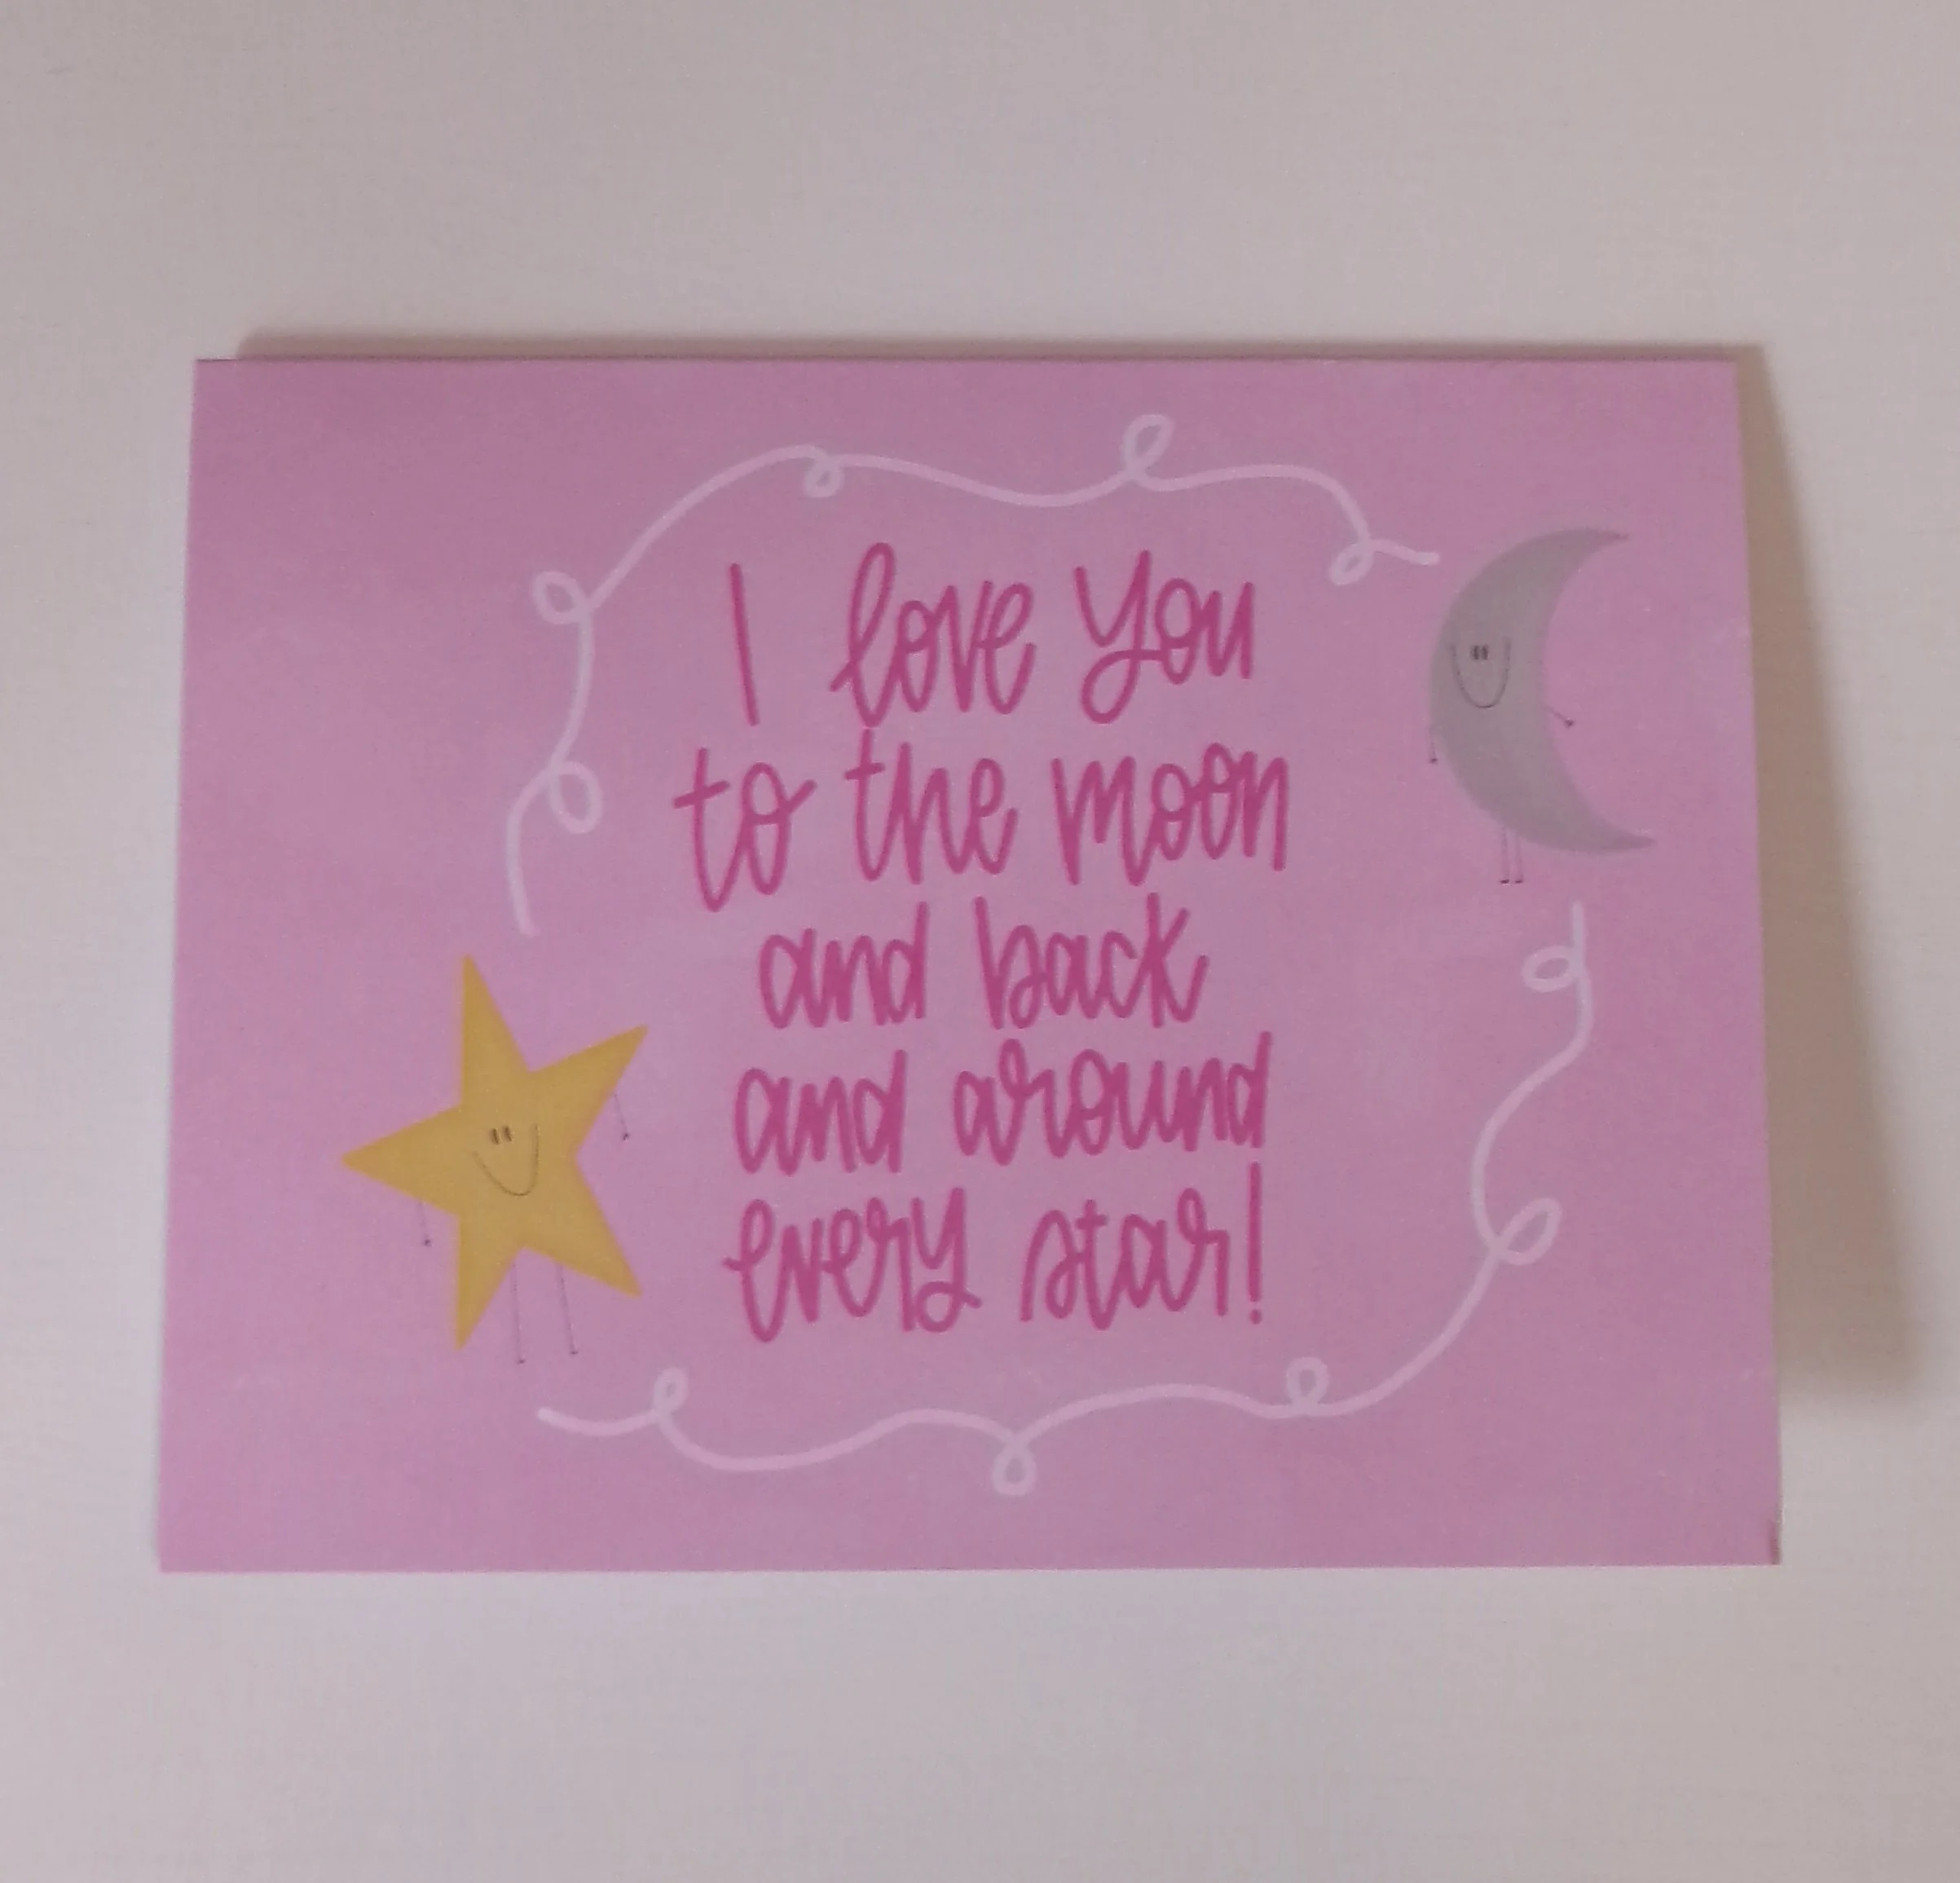 I love you
to the moon
and back
and around
every star!